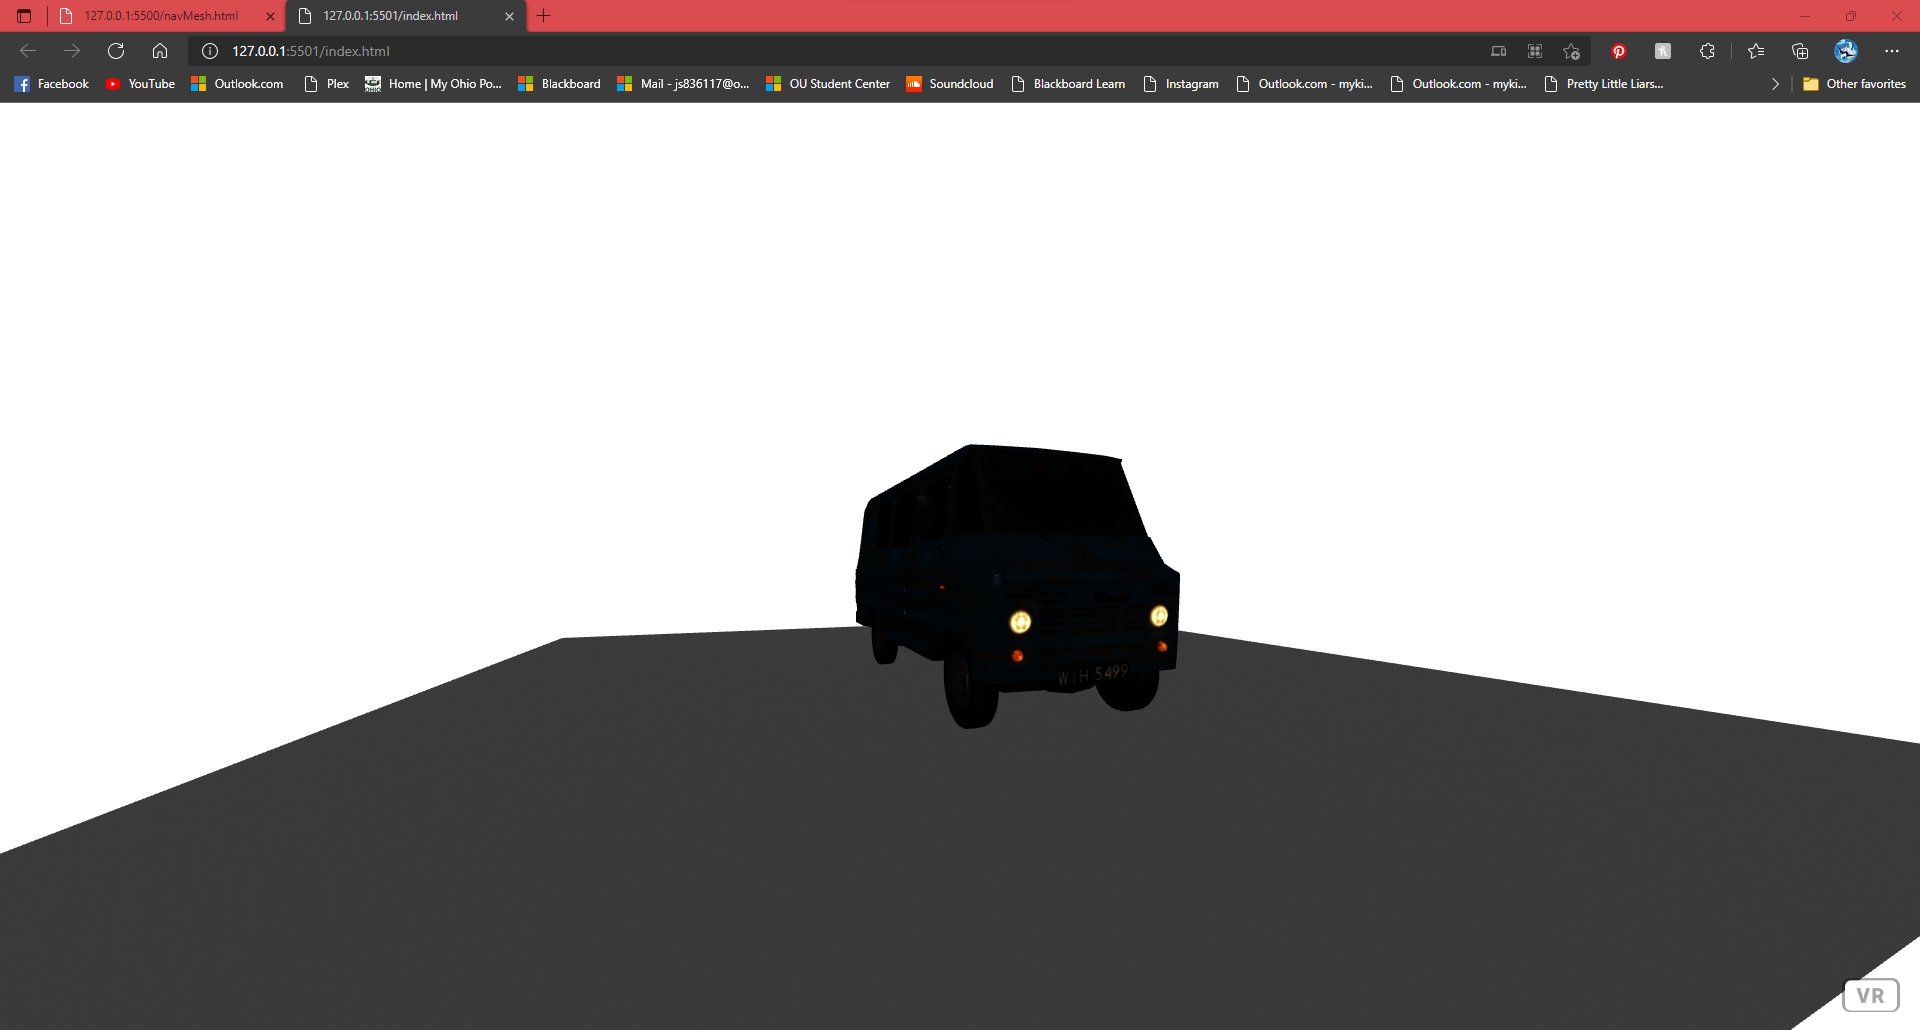 127.0.0.1:5500/navMesh.html
127.0.0.1:5501/index.html
127.0.0.1:5501/index.html
Facebook YouTube Outlook.com Plex Home | My Ohio Po... Blackboard Mail - js836117@o... OU Student Center Soundcloud Blackboard Learn Instagram Outlook.com - myki... Outlook.com - myki... Pretty Little Liars... Other favorites
WIH 5499
VR